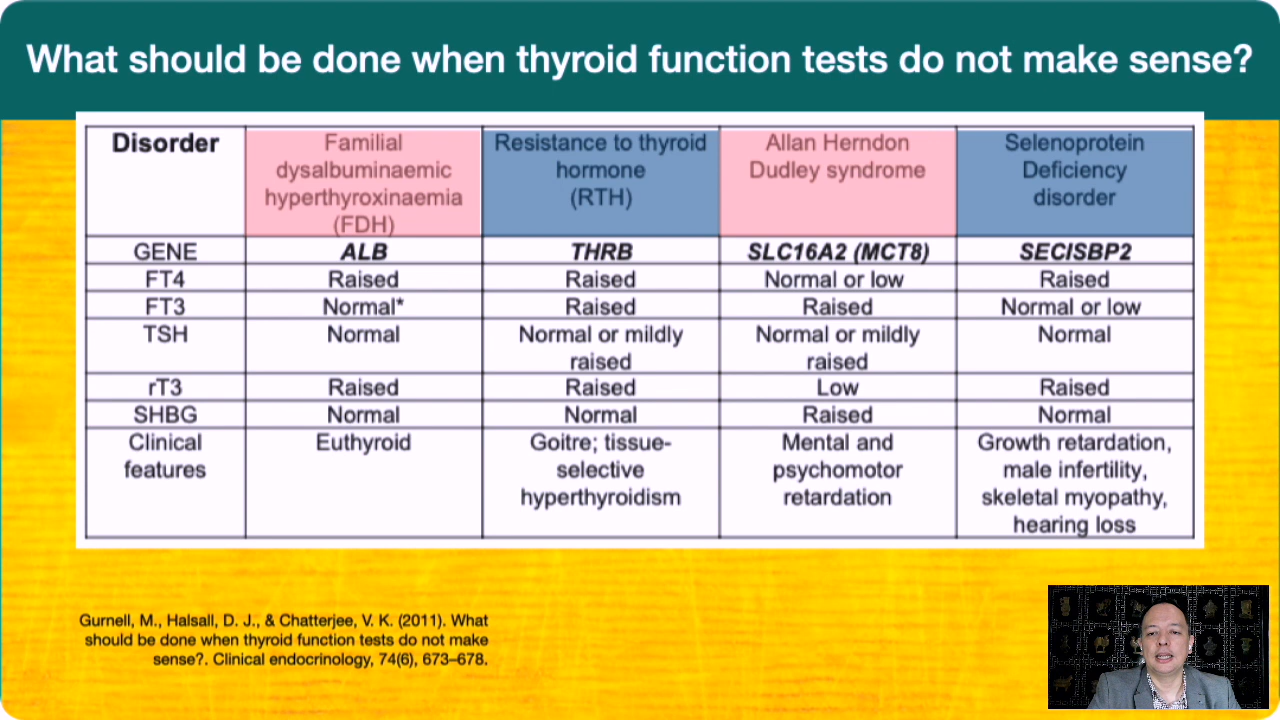 What should be done when thyroid function tests do not make sense?
Disorder
Familial
dysalbuminaemic
hyperthyroxinaemia
(FDH)
Resistance to thyroid
hormone
(RTH)
Allan Herndon
Dudley syndrome
Selenoprotein
Deficiency
disorder
GENE ALB THRB SLC16A2 (MCT8) SECISBP2
FT4 Raised Raised Normal or low Raised
FT3 Normal* Raised Raised Normal or low
TSH Normal Normal or mildly Normal or mildly Normal
raised raised
rT3 Raised Raised Low Raised
SHBG Normal Normal Raised Normal
Clinical
features
Euthyroid
Goitre; tissue-
selective
hyperthyroidism
Mental and
psychomotor
retardation
Growth retardation,
male infertility,
skeletal myopathy,
hearing loss
Gurnell, M., Halsall, D. J., & Chatterjee, V. K. (2011). What
should be done when thyroid function tests do not make
sense?. Clinical endocrinology, 74(6), 673–678.